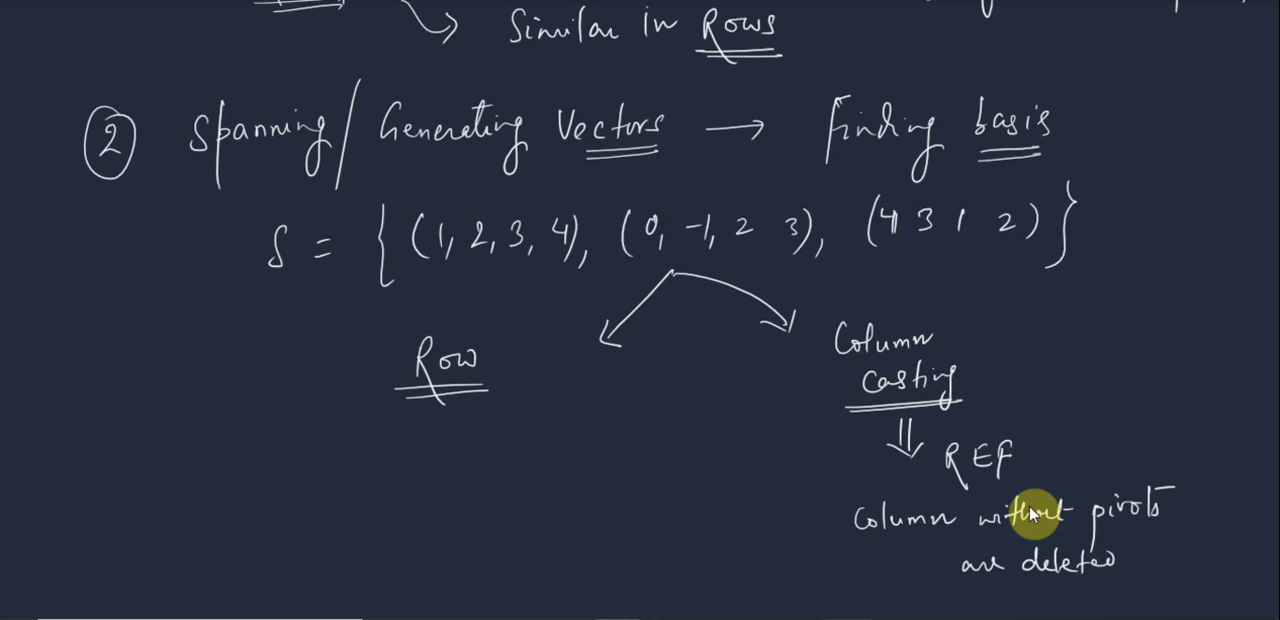 Similar in Rows
② Spanning/ Generating Vectors → Finding basis
S = { (1, 2, 3, 4), (0, -1, 2 3), (4 3 1 2) }
Row
Column
Casting
⇓ REF
Column without pivots
are deleted